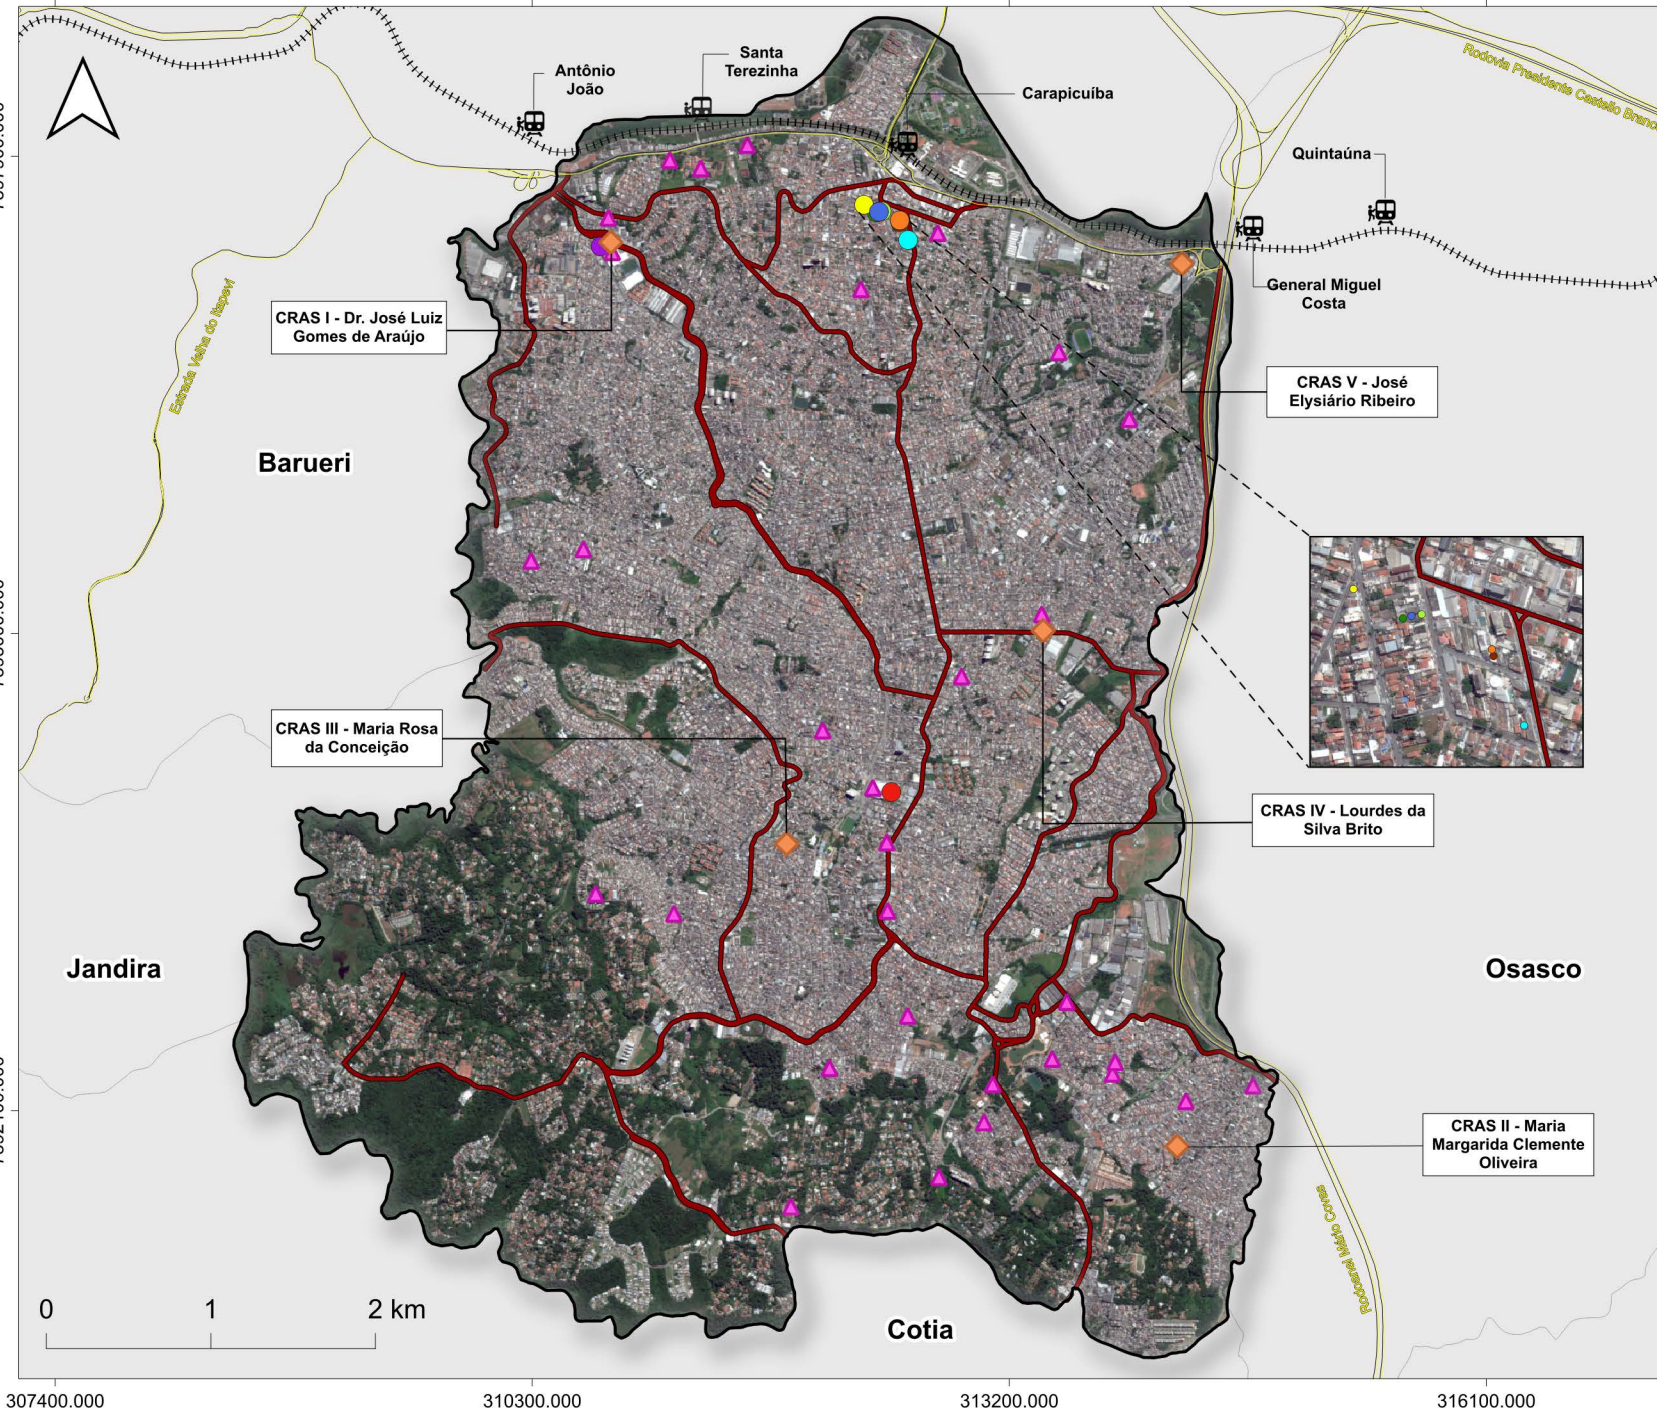 Santa
Terezinha
Antônio
João
Carapicuíba
Rodovia Presidente Castello Branco
Quintaúna
General Miguel
Costa
CRAS I - Dr. José Luiz
Gomes de Araújo
Estrada Velha do Itapevi
CRAS V - José
Elysiário Ribeiro
Barueri
CRAS III - Maria Rosa
da Conceição
CRAS IV - Lourdes da
Silva Brito
Jandira
Osasco
CRAS II - Maria
Margarida Clemente
Oliveira
Rodoanel Mário Covas
0 1 2 km
Cotia
307400.000 310300.000 313200.000 316100.000